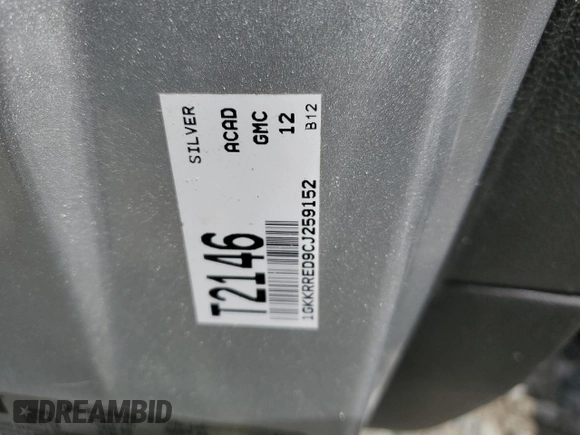 SILVER
ACAD
GMC
12
B12
T2146
1GKKRRED9CJ259152
DREAMBID